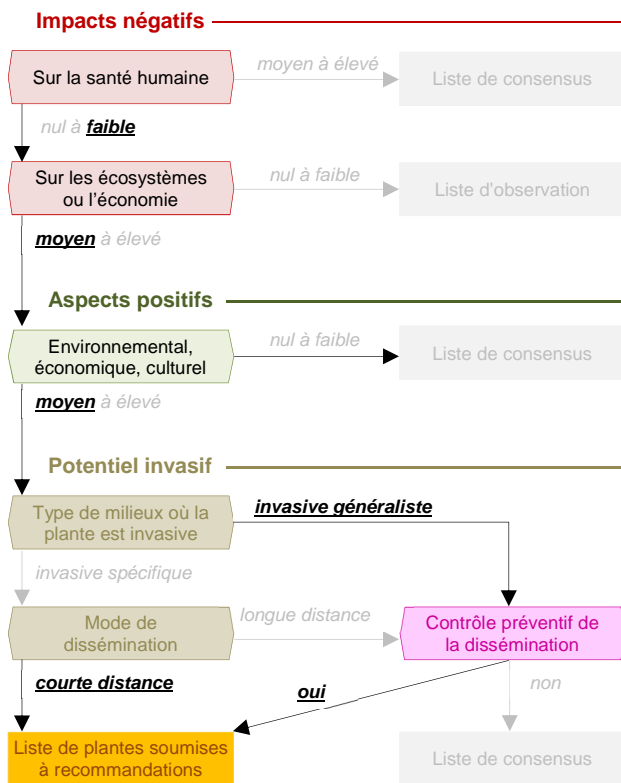 Impacts négatifs
Sur la santé humaine
moyen à élevé
Liste de consensus
nul à faible
Sur les écosystèmes
ou l'économie
nul à faible
Liste d'observation
moyen à élevé
Aspects positifs
Environnemental,
économique, culturel
nul à faible
Liste de consensus
moyen à élevé
Potentiel invasif
Type de milieux où la
plante est invasive
invasive généraliste
invasive spécifique
Mode de
dissémination
longue distance
Contrôle préventif de
la dissémination
courte distance
oui
non
Liste de plantes soumises
à recommandations
Liste de consensus